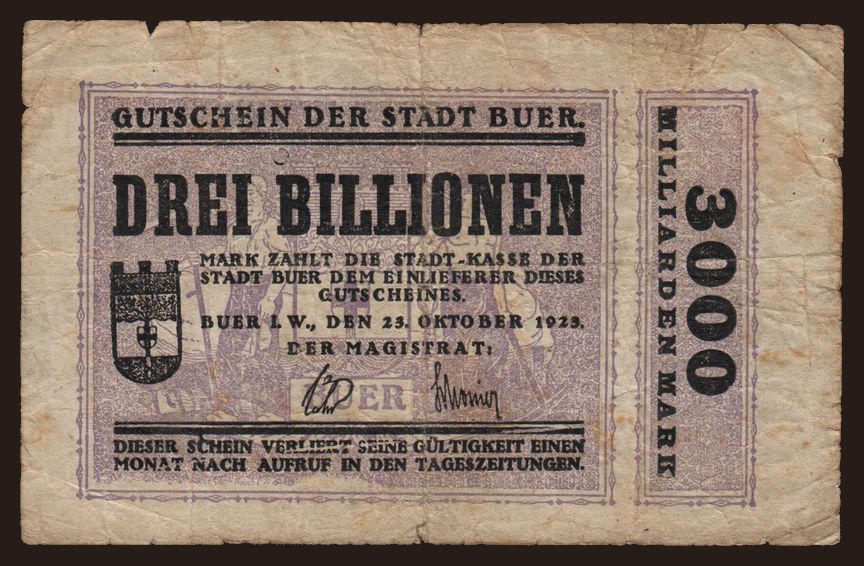 GUTSCHEIN DER STADT BUER.
DREI BILLIONEN
MARK ZAHLT DIE STADT-KASSE DER
STADT BUER DEM EINLIEFERER DIESES
GUTSCHEINES.
BUER I. W., DEN 23. OKTOBER 1923.
DER MAGISTRAT:
BUER
DIESER SCHEIN VERLIERT SEINE GÜLTIGKEIT EINEN
MONAT NACH AUFRUF IN DEN TAGESZEITUNGEN.
3000
MILLIARDEN MARK